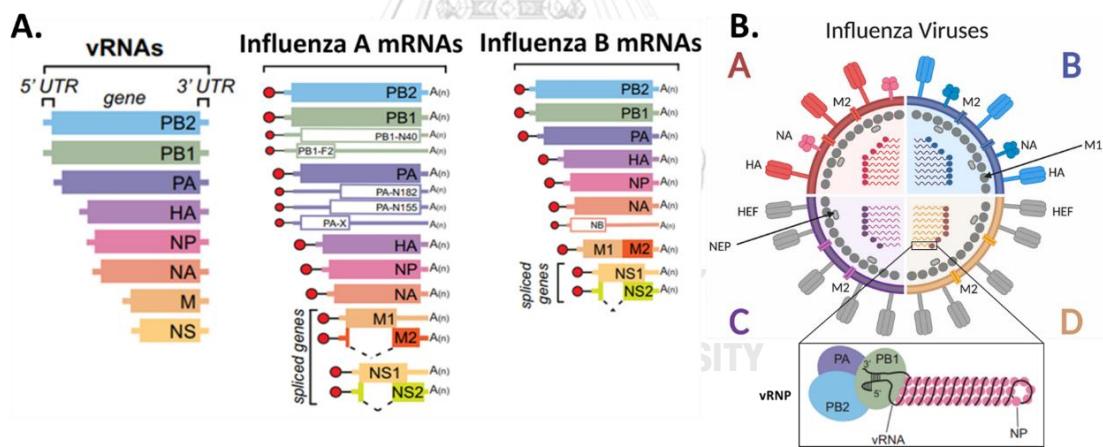 A.
vRNAs
5' UTR
3' UTR
gene
PB2
PB1
PA
HA
NP
NA
M
NS
Influenza A mRNAs
PB2 A(n)
PB1 A(n)
PB1-N40 A(n)
PB1-F2 A(n)
PA A(n)
PA-N182 A(n)
PA-N155 A(n)
PA-X A(n)
HA A(n)
NP A(n)
NA A(n)
spliced genes
M1 A(n)
M2 A(n)
NS1 A(n)
NS2 A(n)
Influenza B mRNAs
PB2 A(n)
PB1 A(n)
PA A(n)
HA A(n)
NP A(n)
NA A(n)
NB A(n)
M1 M2 A(n)
spliced genes
NS1 A(n)
NS2 A(n)
B.
Influenza Viruses
A
B
M2
M2
NA
NA
M1
HA
HA
HEF
HEF
NEP
M2
M2
C
D
SITY
vRNP
PA
PB1
PB2
3'
5'
vRNA
NP